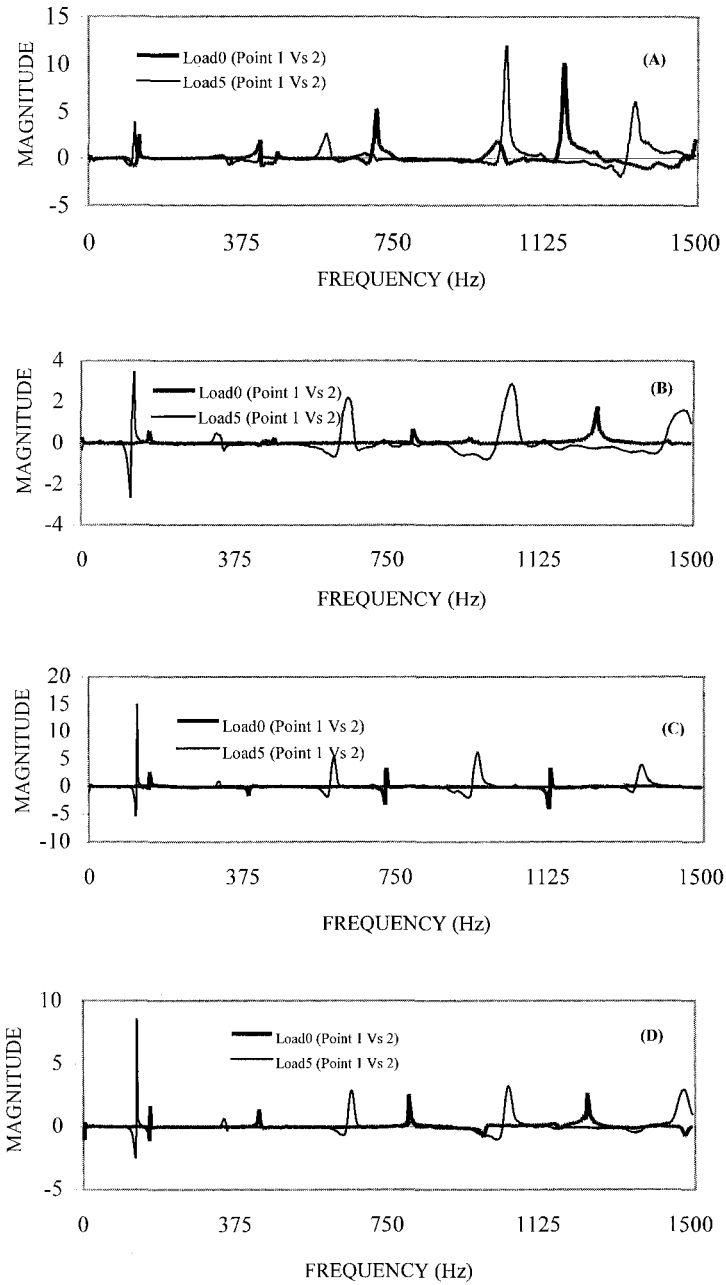 15
10
5
0
-5
MAGNITUDE
Load0 (Point 1 Vs 2)
Load5 (Point 1 Vs 2)
(A)
0 375 750 1125 1500
FREQUENCY (Hz)
4
2
0
-2
-4
MAGNITUDE
Load0 (Point 1 Vs 2)
Load5 (Point 1 Vs 2)
(B)
0 375 750 1125 1500
FREQUENCY (Hz)
20
15
10
5
0
-5
-10
MAGNITUDE
Load0 (Point 1 Vs 2)
Load5 (Point 1 Vs 2)
(C)
0 375 750 1125 1500
FREQUENCY (Hz)
10
5
0
-5
MAGNITUDE
Load0 (Point 1 Vs 2)
Load5 (Point 1 Vs 2)
(D)
0 375 750 1125 1500
FREQUENCY (Hz)